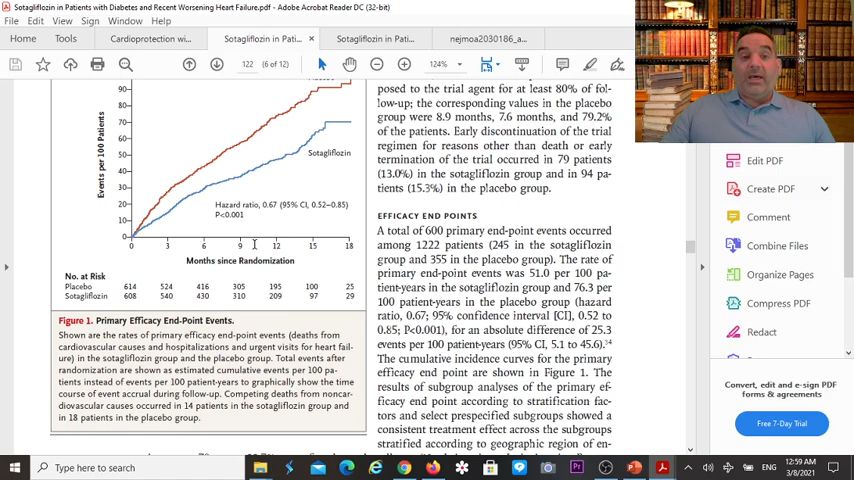 Sotagliflozin in Patients with Diabetes and Recent Worsening Heart Failure.pdf - Adobe Acrobat Reader DC (32-bit)
File Edit View Sign Window Help
Home Tools Cardioprotection wi... Sotagliflozin in Pati... × Sotagliflozin in Pati... nejmoa2030186_a...
122 (6 of 12) 124%
90
80
70
60
50
40
30
20
10
0
Events per 100 Patients
Sotagliflozin
Hazard ratio, 0.67 (95% CI, 0.52–0.85)
P<0.001
0 3 6 9 12 15 18
Months since Randomization
No. at Risk
Placebo 614 524 416 305 195 100 25
Sotagliflozin 608 540 430 310 209 97 29
Figure 1. Primary Efficacy End-Point Events.
Shown are the rates of primary efficacy end-point events (deaths from
cardiovascular causes and hospitalizations and urgent visits for heart fail-
ure) in the sotagliflozin group and the placebo group. Total events after
randomization are shown as estimated cumulative events per 100 pa-
tients instead of events per 100 patient-years to graphically show the time
course of event accrual during follow-up. Competing deaths from noncar-
diovascular causes occurred in 14 patients in the sotagliflozin group and
in 18 patients in the placebo group.
posed to the trial agent for at least 80% of fol-
low-up; the corresponding values in the placebo
group were 8.9 months, 7.6 months, and 79.2%
of the patients. Early discontinuation of the trial
regimen for reasons other than death or early
termination of the trial occurred in 79 patients
(13.0%) in the sotagliflozin group and in 94 pa-
tients (15.3%) in the placebo group.
EFFICACY END POINTS
A total of 600 primary end-point events occurred
among 1222 patients (245 in the sotagliflozin
group and 355 in the placebo group). The rate of
primary end-point events was 51.0 per 100 pa-
tient-years in the sotagliflozin group and 76.3 per
100 patient-years in the placebo group (hazard
ratio, 0.67; 95% confidence interval [CI], 0.52 to
0.85; P<0.001), for an absolute difference of 25.3
events per 100 patient-years (95% CI, 5.1 to 45.6).14
The cumulative incidence curves for the primary
efficacy end point are shown in Figure 1. The
results of subgroup analyses of the primary ef-
ficacy end point according to stratification fac-
tors and select prespecified subgroups showed a
consistent treatment effect across the subgroups
stratified according to geographic region of en-
Edit PDF
Create PDF
Comment
Combine Files
Organize Pages
Compress PDF
Redact
Convert, edit and e-sign PDF
forms & agreements
Free 7-Day Trial
Type here to search
ENG
12:59 AM
3/8/2021